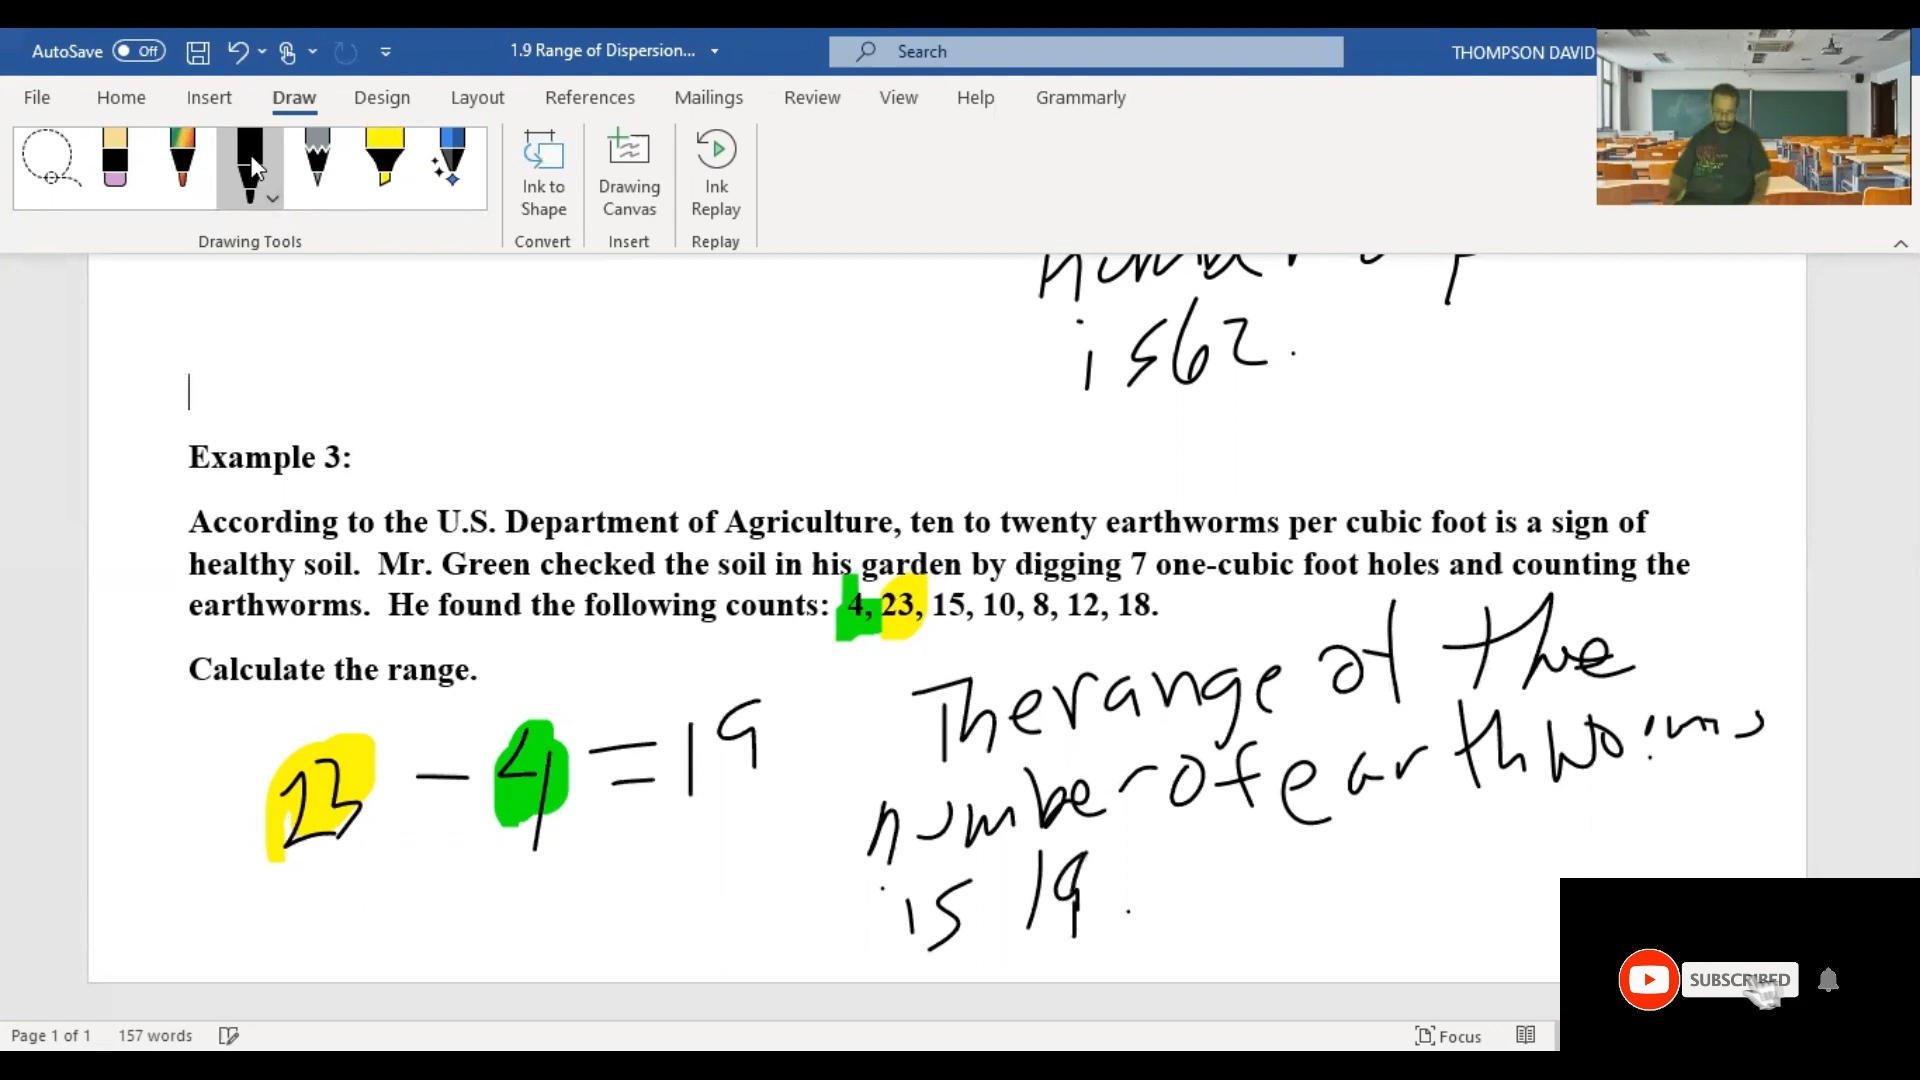 AutoSave Off 1.9 Range of Dispersion... Search THOMPSON DAVID
File Home Insert Draw Design Layout References Mailings Review View Help Grammarly
Ink to Shape Drawing Canvas Ink Replay
Drawing Tools Convert Insert Replay
is 62.
Example 3:
According to the U.S. Department of Agriculture, ten to twenty earthworms per cubic foot is a sign of
healthy soil. Mr. Green checked the soil in his garden by digging 7 one-cubic foot holes and counting the
earthworms. He found the following counts: 4, 23, 15, 10, 8, 12, 18.
Calculate the range.
23 - 4 = 19
The range of the
number of earthworms
is 19.
SUBSCRIBED
Page 1 of 1 157 words Focus